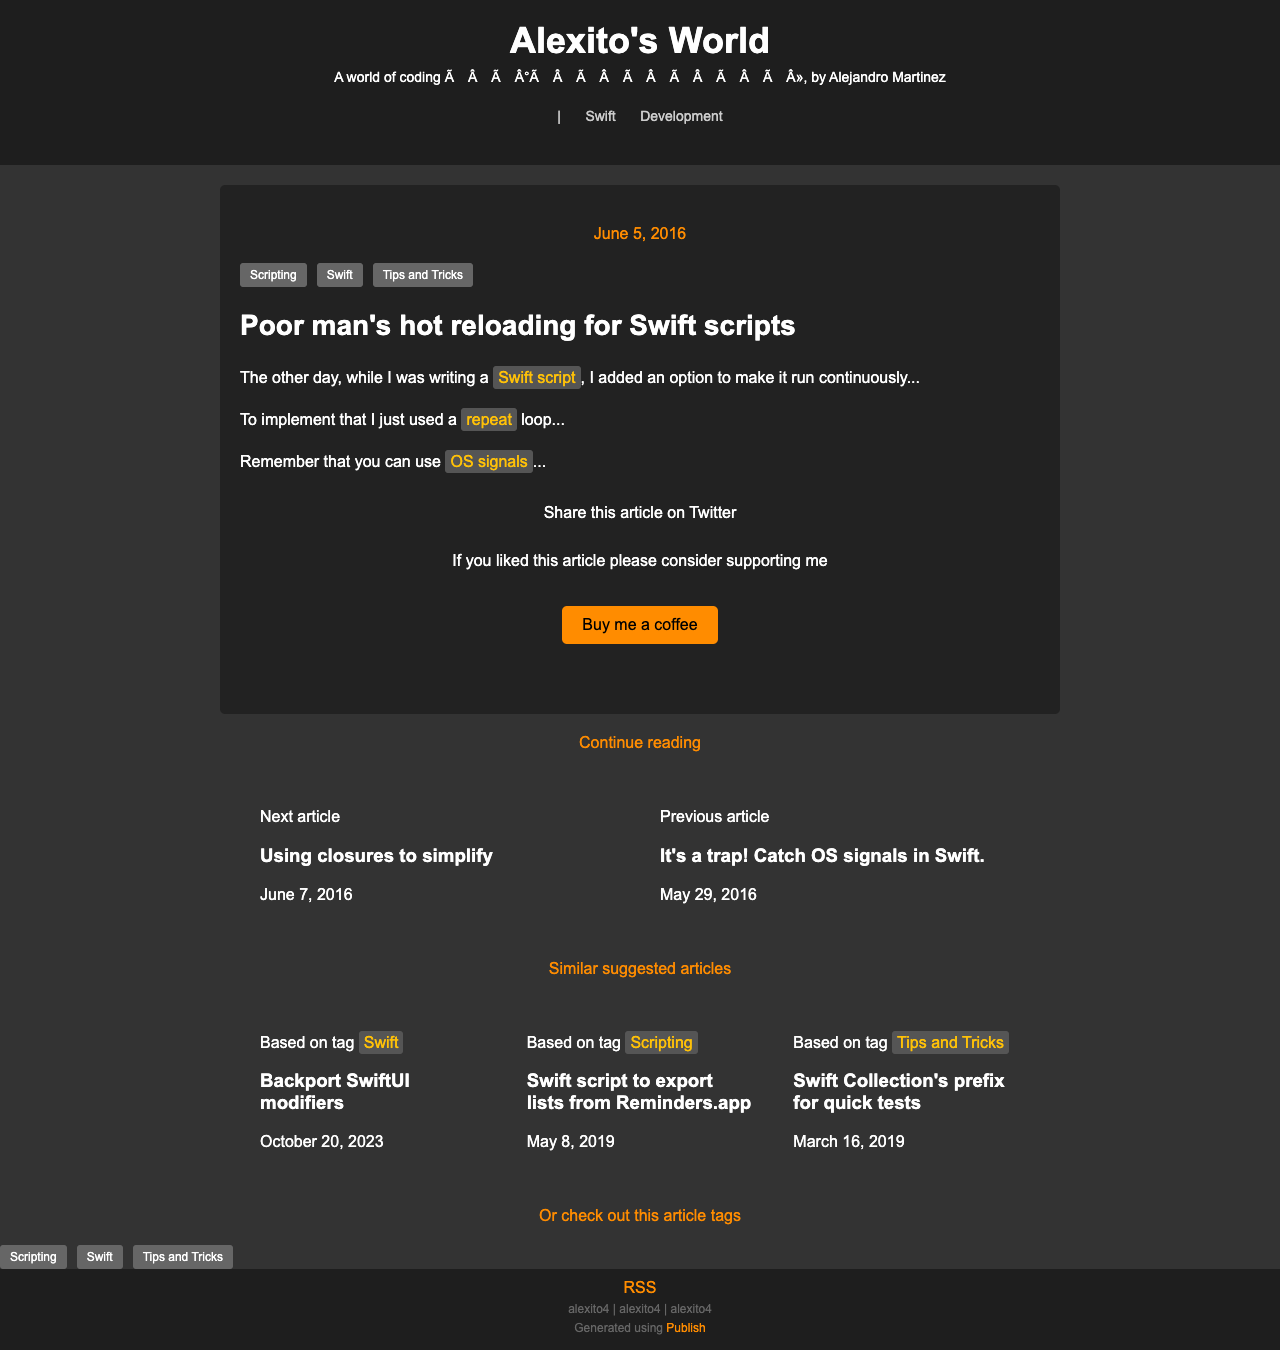 Alexito's World
A world of coding Ã Â Ã Â°Ã Â Ã Â Ã Â Ã Â Ã Â Ã Â», by Alejandro Martinez
| Swift Development
June 5, 2016
Scripting Swift Tips and Tricks
Poor man's hot reloading for Swift scripts
The other day, while I was writing a Swift script, I added an option to make it run continuously...
To implement that I just used a repeat loop...
Remember that you can use OS signals...
Share this article on Twitter
If you liked this article please consider supporting me
Buy me a coffee
Continue reading
Next article
Using closures to simplify
June 7, 2016
Previous article
It's a trap! Catch OS signals in Swift.
May 29, 2016
Similar suggested articles
Based on tag Swift
Backport SwiftUI
modifiers
October 20, 2023
Based on tag Scripting
Swift script to export
lists from Reminders.app
May 8, 2019
Based on tag Tips and Tricks
Swift Collection's prefix
for quick tests
March 16, 2019
Or check out this article tags
Scripting Swift Tips and Tricks
RSS
alexito4 | alexito4 | alexito4
Generated using Publish